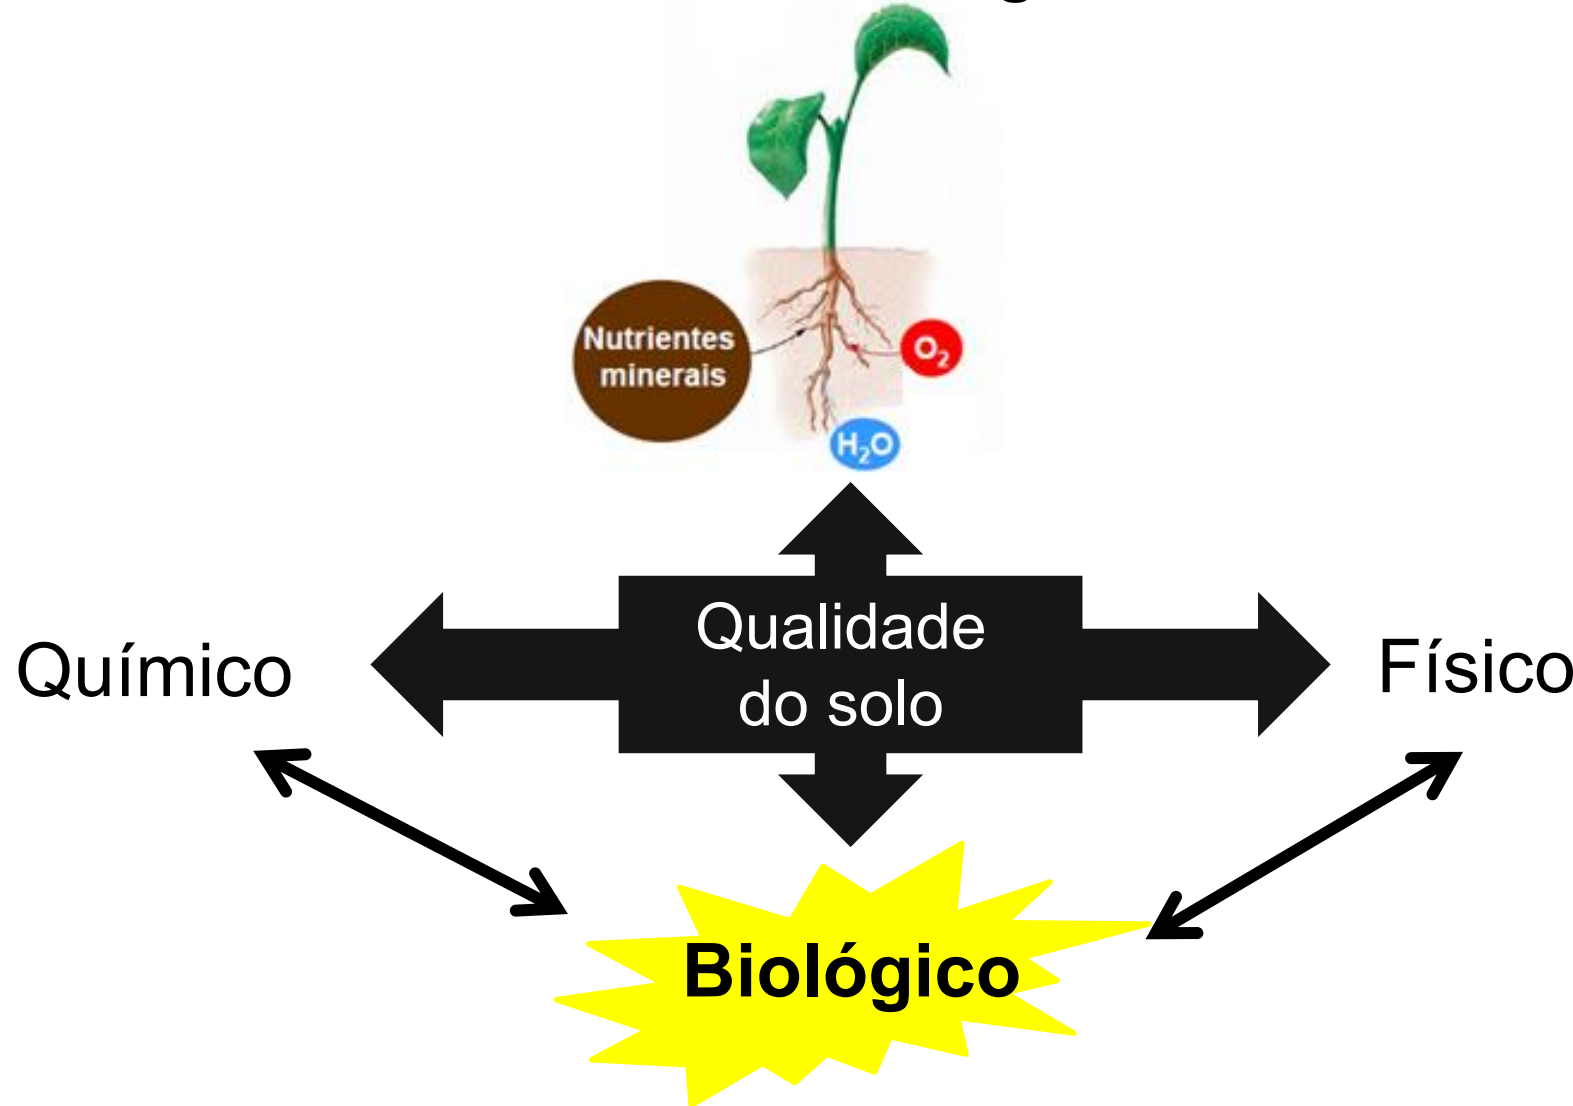 Nutrientes
minerais
O₂
H₂O
Qualidade
do solo
Químico
Físico
Biológico